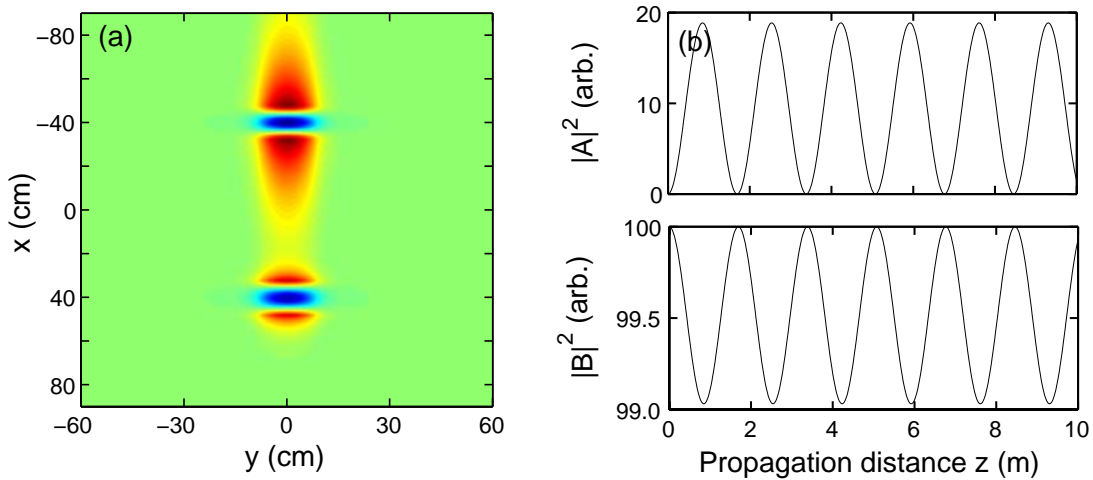 (a)
−80
−40
0
40
80
x (cm)
−60 −30 0 30 60
y (cm)
(b)
20
10
0
|A|² (arb.)
100
99.5
99.0
|B|² (arb.)
0 2 4 6 8 10
Propagation distance z (m)